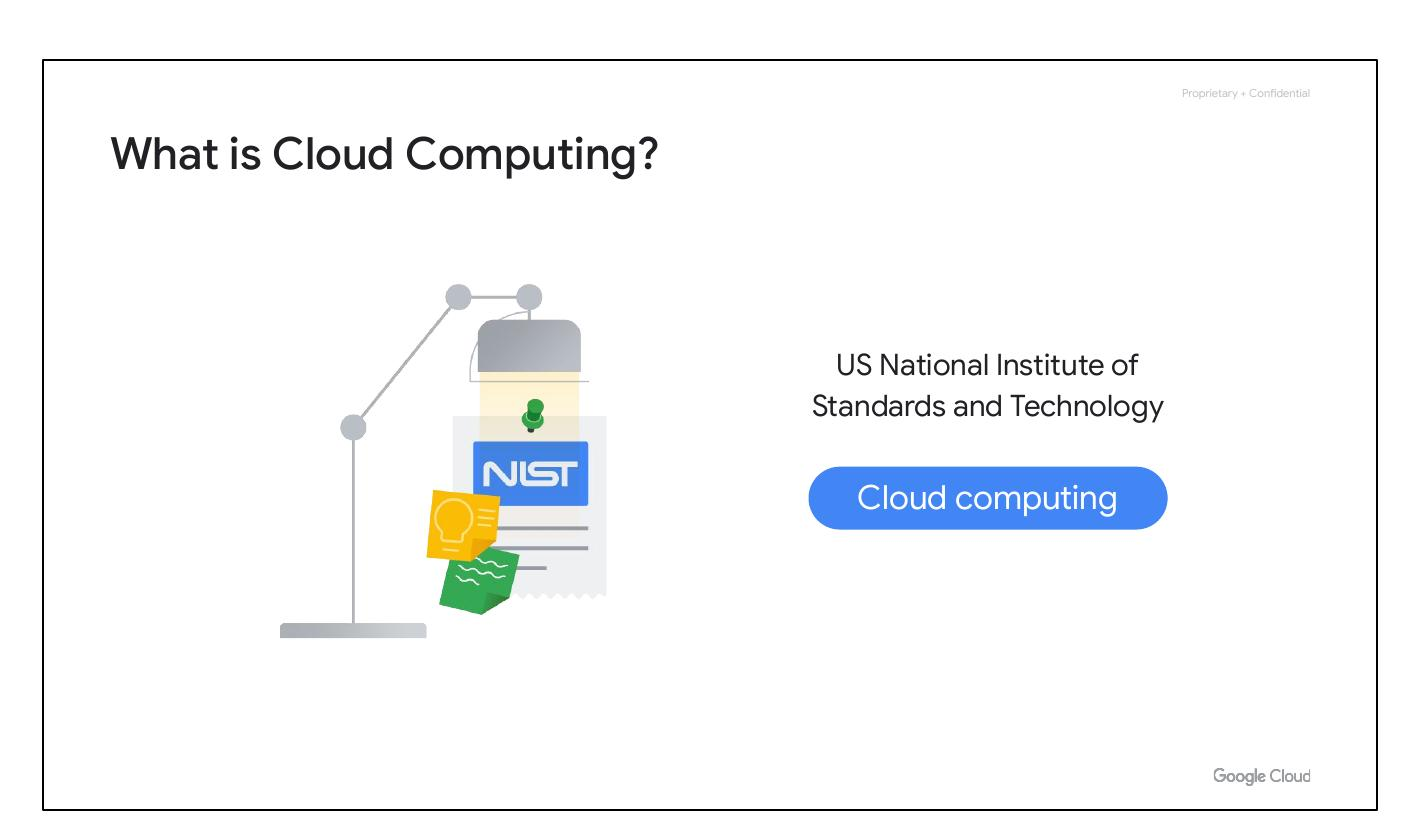 Proprietary + Confidential
What is Cloud Computing?
US National Institute of
Standards and Technology
NIST
Cloud computing
Google Cloud